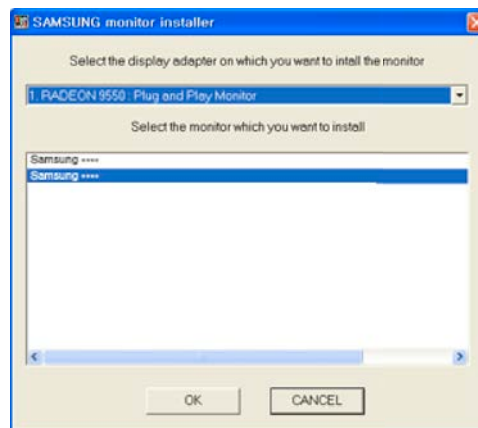 SAMSUNG monitor installer
Select the display adapter on which you want to intall the monitor
1. RADEON 9550 : Plug and Play Monitor
Select the monitor which you want to install
Samsung ••••
Samsung ••••
OK
CANCEL